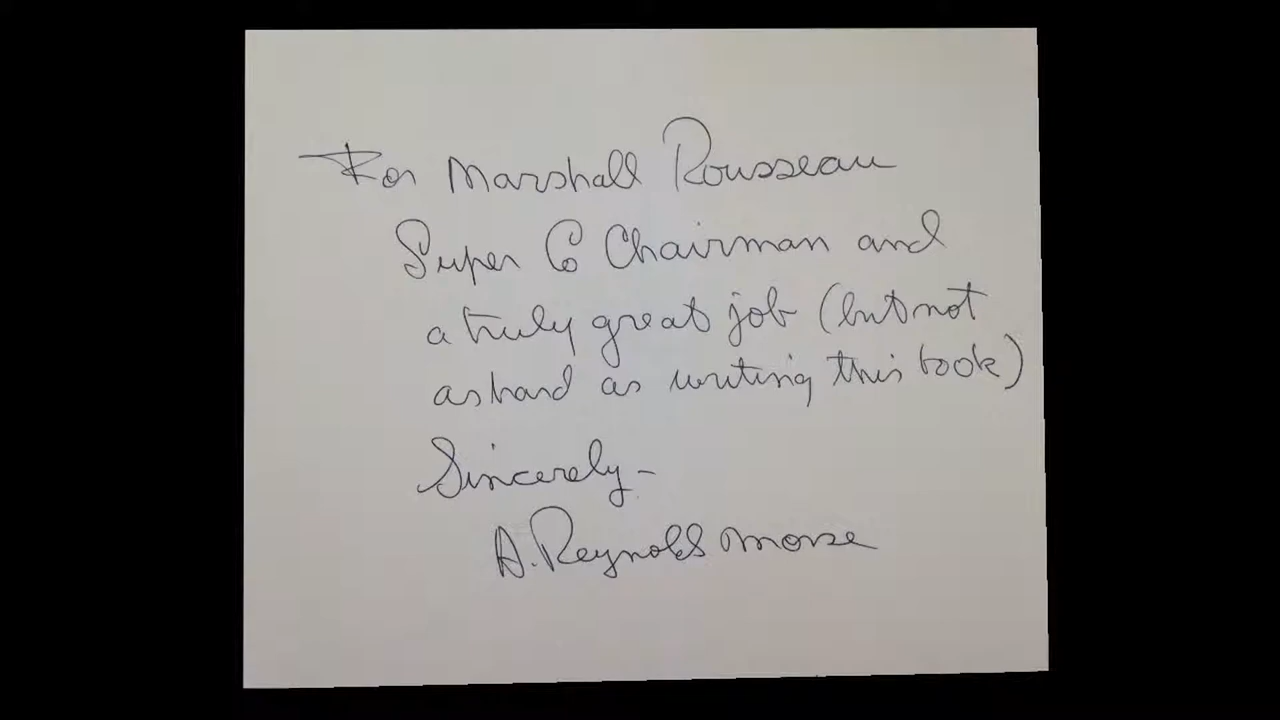 For Marshall Rousseau
Super Co Chairman and
a truly great job (but not
as hard as writing this book)
Sincerely -
A. Reynolds Morse